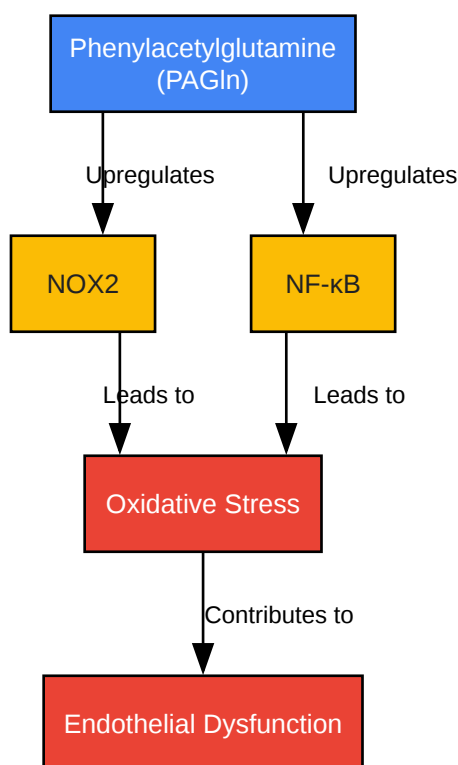 Phenylacetylglutamine
(PAGln)
Upregulates
Upregulates
NOX2
NF-κB
Leads to
Leads to
Oxidative Stress
Contributes to
Endothelial Dysfunction